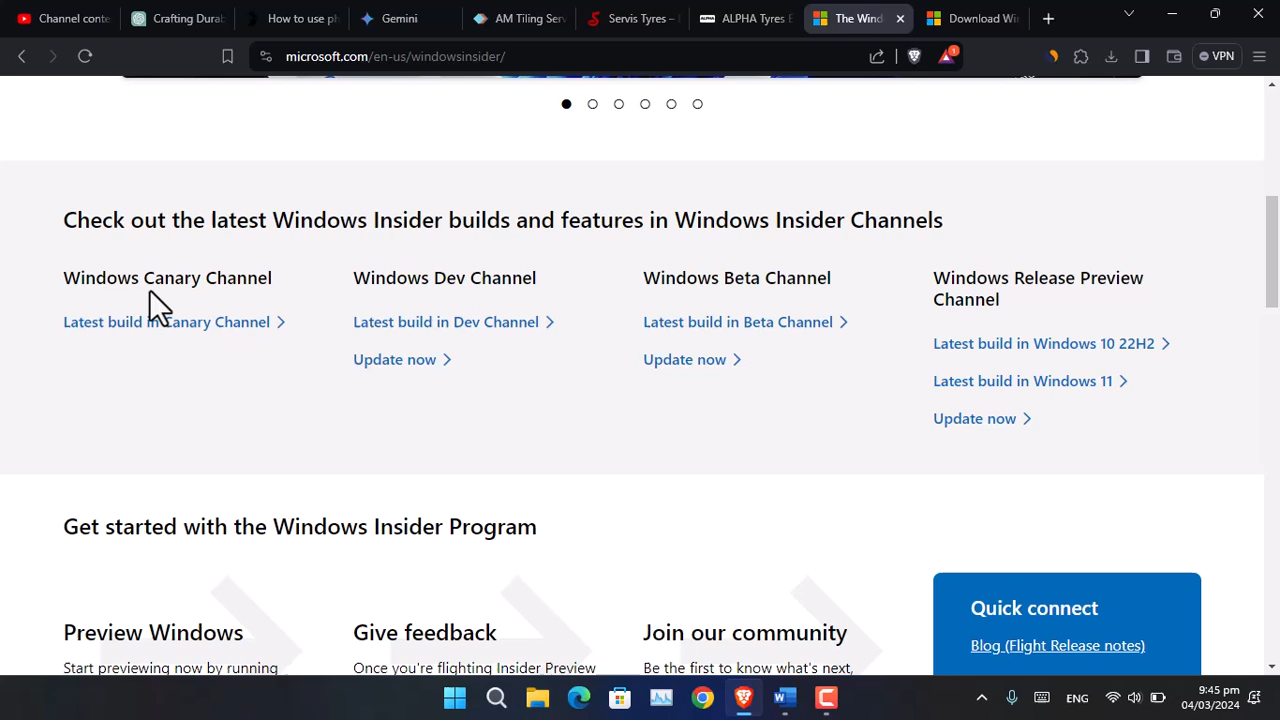 Channel conte
Crafting Dural
How to use ph
Gemini
AM Tiling Serv
Servis Tyres –
ALPHA Tyres E
The Wind
Download Wi
microsoft.com/en-us/windowsinsider/
1
VPN
Check out the latest Windows Insider builds and features in Windows Insider Channels
Windows Canary Channel
Latest build in Canary Channel
Windows Dev Channel
Latest build in Dev Channel
Update now
Windows Beta Channel
Latest build in Beta Channel
Update now
Windows Release Preview
Channel
Latest build in Windows 10 22H2
Latest build in Windows 11
Update now
Get started with the Windows Insider Program
Preview Windows
Start previewing now by running
Give feedback
Once you're flighting Insider Preview
Join our community
Be the first to know what's next,
Quick connect
Blog (Flight Release notes)
ENG
9:45 pm
04/03/2024